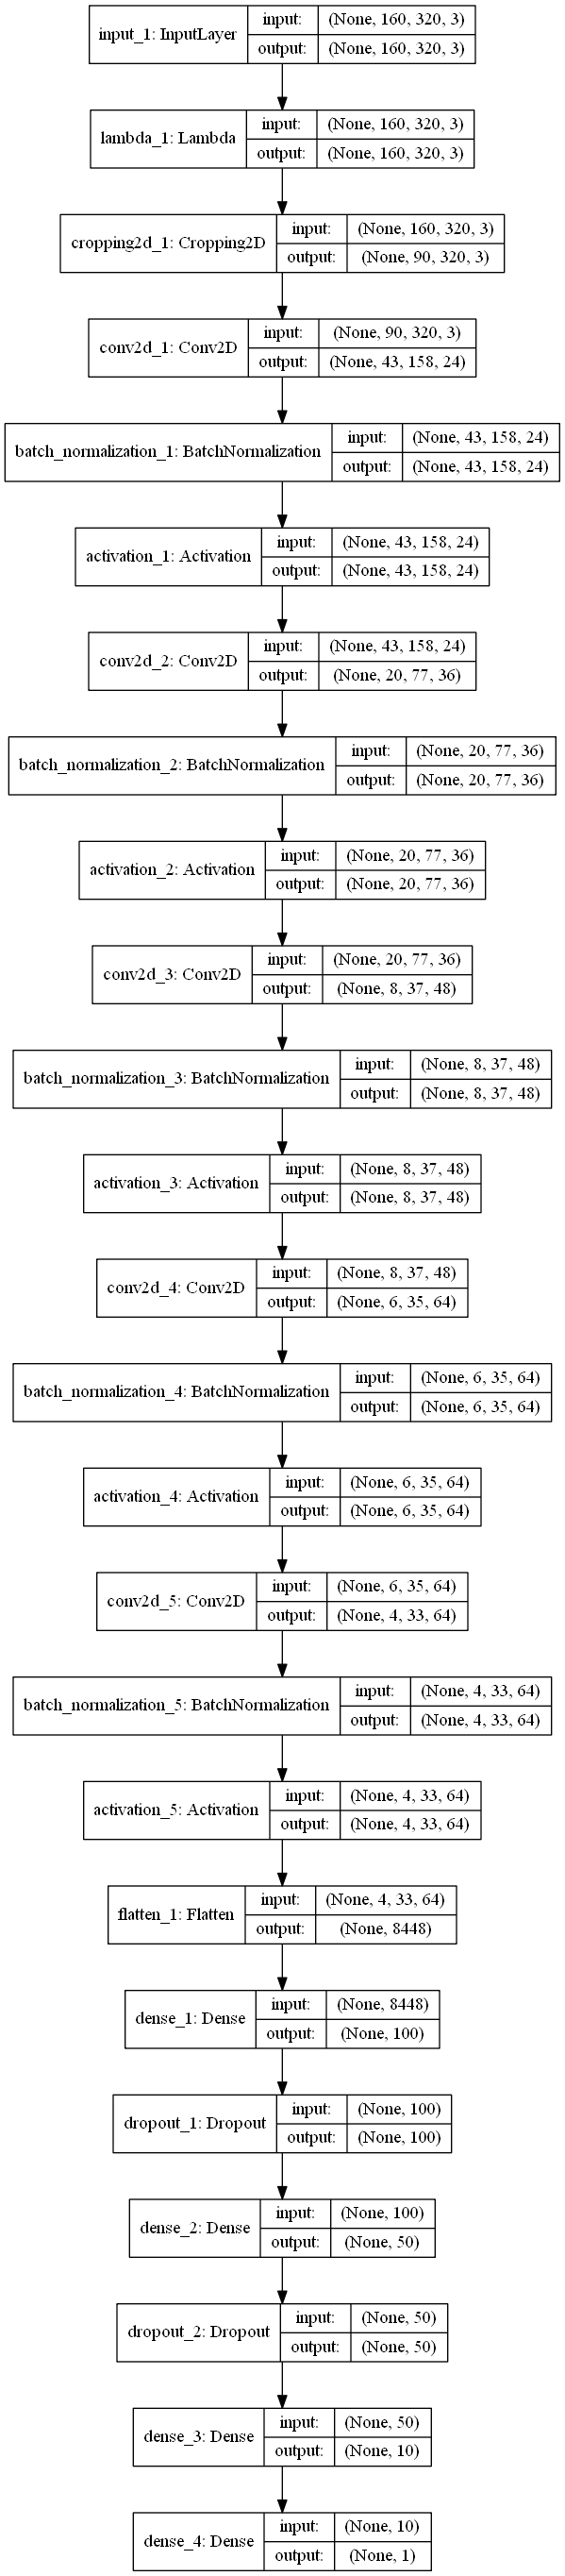 input_1: InputLayer
input: (None, 160, 320, 3)
output: (None, 160, 320, 3)
lambda_1: Lambda
input: (None, 160, 320, 3)
output: (None, 160, 320, 3)
cropping2d_1: Cropping2D
input: (None, 160, 320, 3)
output: (None, 90, 320, 3)
conv2d_1: Conv2D
input: (None, 90, 320, 3)
output: (None, 43, 158, 24)
batch_normalization_1: BatchNormalization
input: (None, 43, 158, 24)
output: (None, 43, 158, 24)
activation_1: Activation
input: (None, 43, 158, 24)
output: (None, 43, 158, 24)
conv2d_2: Conv2D
input: (None, 43, 158, 24)
output: (None, 20, 77, 36)
batch_normalization_2: BatchNormalization
input: (None, 20, 77, 36)
output: (None, 20, 77, 36)
activation_2: Activation
input: (None, 20, 77, 36)
output: (None, 20, 77, 36)
conv2d_3: Conv2D
input: (None, 20, 77, 36)
output: (None, 8, 37, 48)
batch_normalization_3: BatchNormalization
input: (None, 8, 37, 48)
output: (None, 8, 37, 48)
activation_3: Activation
input: (None, 8, 37, 48)
output: (None, 8, 37, 48)
conv2d_4: Conv2D
input: (None, 8, 37, 48)
output: (None, 6, 35, 64)
batch_normalization_4: BatchNormalization
input: (None, 6, 35, 64)
output: (None, 6, 35, 64)
activation_4: Activation
input: (None, 6, 35, 64)
output: (None, 6, 35, 64)
conv2d_5: Conv2D
input: (None, 6, 35, 64)
output: (None, 4, 33, 64)
batch_normalization_5: BatchNormalization
input: (None, 4, 33, 64)
output: (None, 4, 33, 64)
activation_5: Activation
input: (None, 4, 33, 64)
output: (None, 4, 33, 64)
flatten_1: Flatten
input: (None, 4, 33, 64)
output: (None, 8448)
dense_1: Dense
input: (None, 8448)
output: (None, 100)
dropout_1: Dropout
input: (None, 100)
output: (None, 100)
dense_2: Dense
input: (None, 100)
output: (None, 50)
dropout_2: Dropout
input: (None, 50)
output: (None, 50)
dense_3: Dense
input: (None, 50)
output: (None, 10)
dense_4: Dense
input: (None, 10)
output: (None, 1)